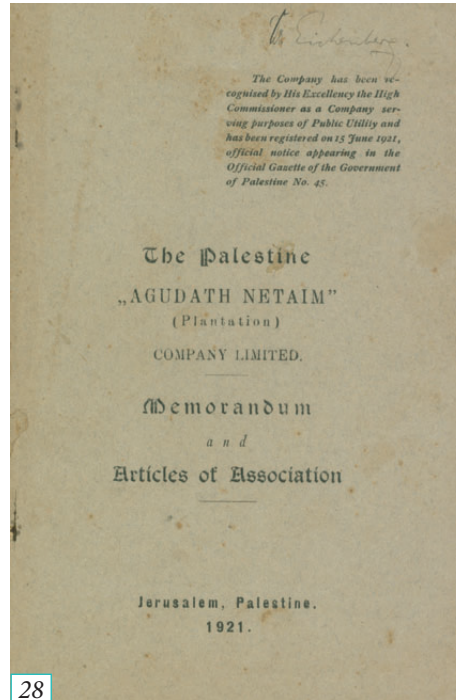 The Company has been re-
cognised by His Excellency the High
Commissioner as a Company ser-
ving purposes of Public Utility and
has been registered on 15 June 1921,
official notice appearing in the
Official Gazette of the Government
of Palestine No. 45.
The Palestine
„AGUDATH NETAIM”
(Plantation)
COMPANY LIMITED.
Memorandum
and
Articles of Association
Jerusalem, Palestine.
1921.
28